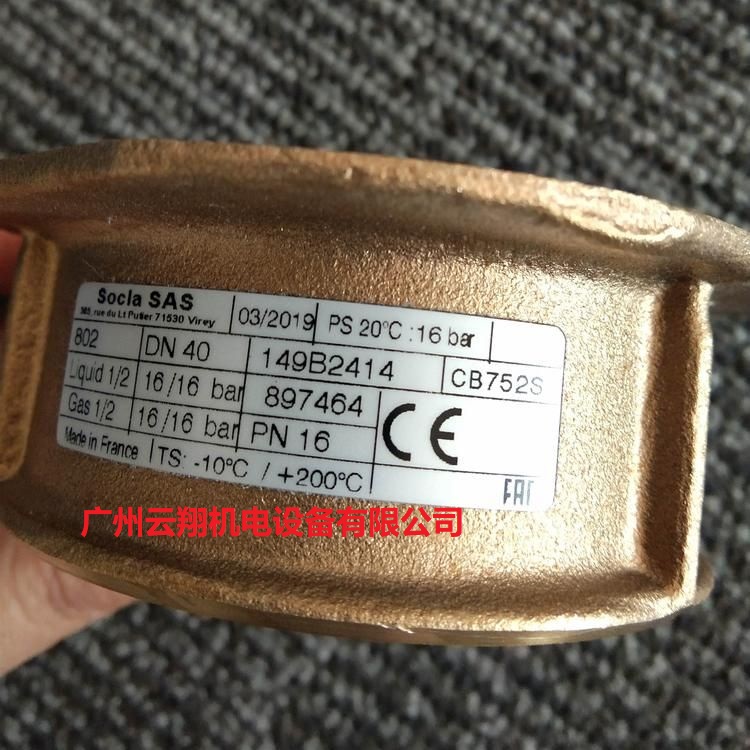 Socla SAS
365, rue du Lt Putier 71530 Virey
03/2019
PS 20°C :16 bar
802
DN 40
149B2414
CB752S
Liquid 1/2
16/16 bar
897464
Gas 1/2
16/16 bar
PN 16
CE
Made in France
TS: -10°C / +200°C
EAC
广州云翔机电设备有限公司